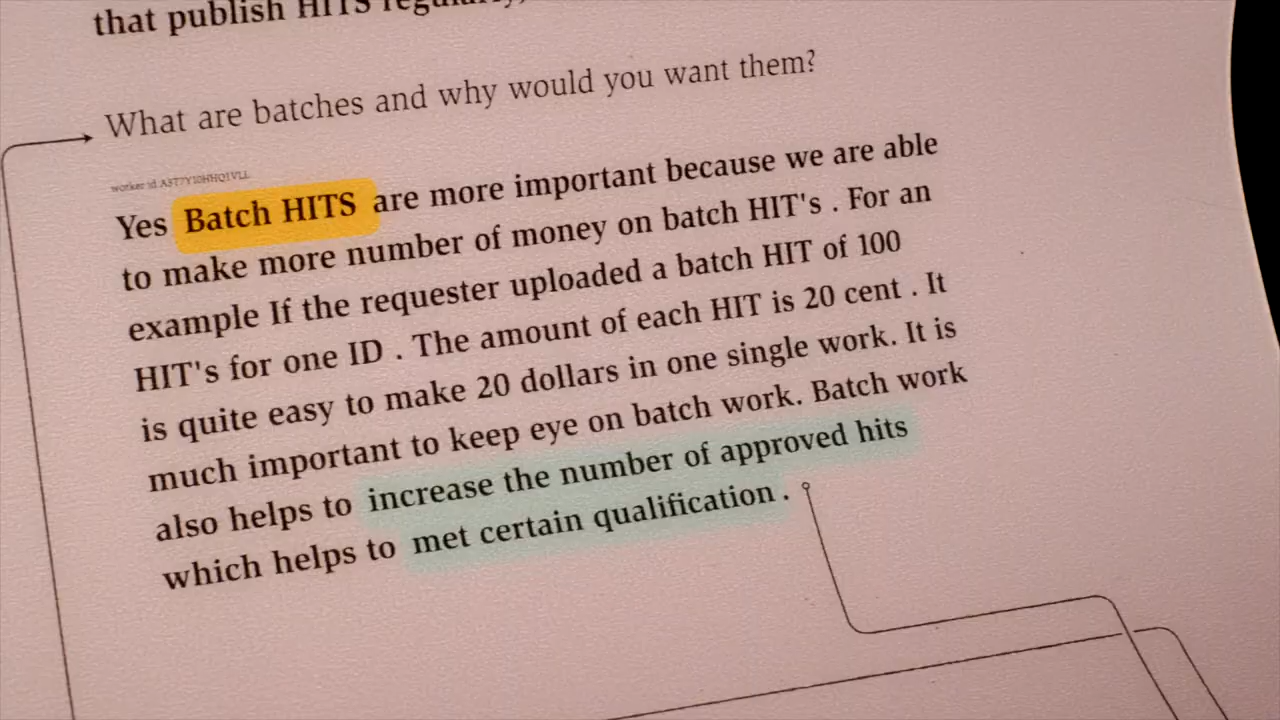 that publish HITS regularly,
What are batches and why would you want them?
Yes Batch HITS are more important because we are able
to make more number of money on batch HIT's . For an
example If the requester uploaded a batch HIT of 100
HIT's for one ID . The amount of each HIT is 20 cent . It
is quite easy to make 20 dollars in one single work. It is
much important to keep eye on batch work. Batch work
also helps to increase the number of approved hits
which helps to met certain qualification .